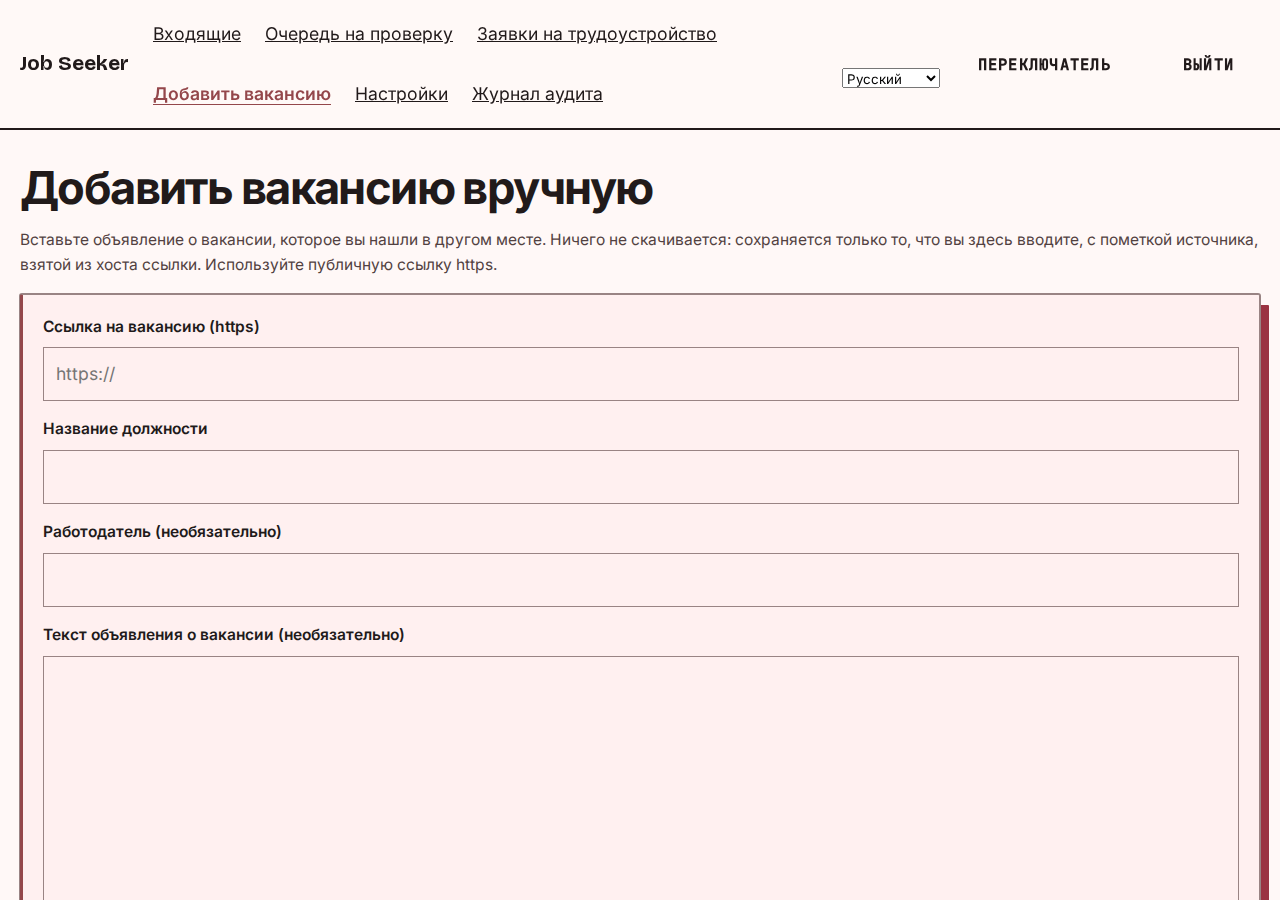 Job Seeker
Входящие
Очередь на проверку
Заявки на трудоустройство
Добавить вакансию
Настройки
Журнал аудита
Русский
ПЕРЕКЛЮЧАТЕЛЬ
ВЫЙТИ
Добавить вакансию вручную
Вставьте объявление о вакансии, которое вы нашли в другом месте. Ничего не скачивается: сохраняется только то, что вы здесь вводите, с пометкой источника,
взятой из хоста ссылки. Используйте публичную ссылку https.
Ссылка на вакансию (https)
https://
Название должности
Работодатель (необязательно)
Текст объявления о вакансии (необязательно)